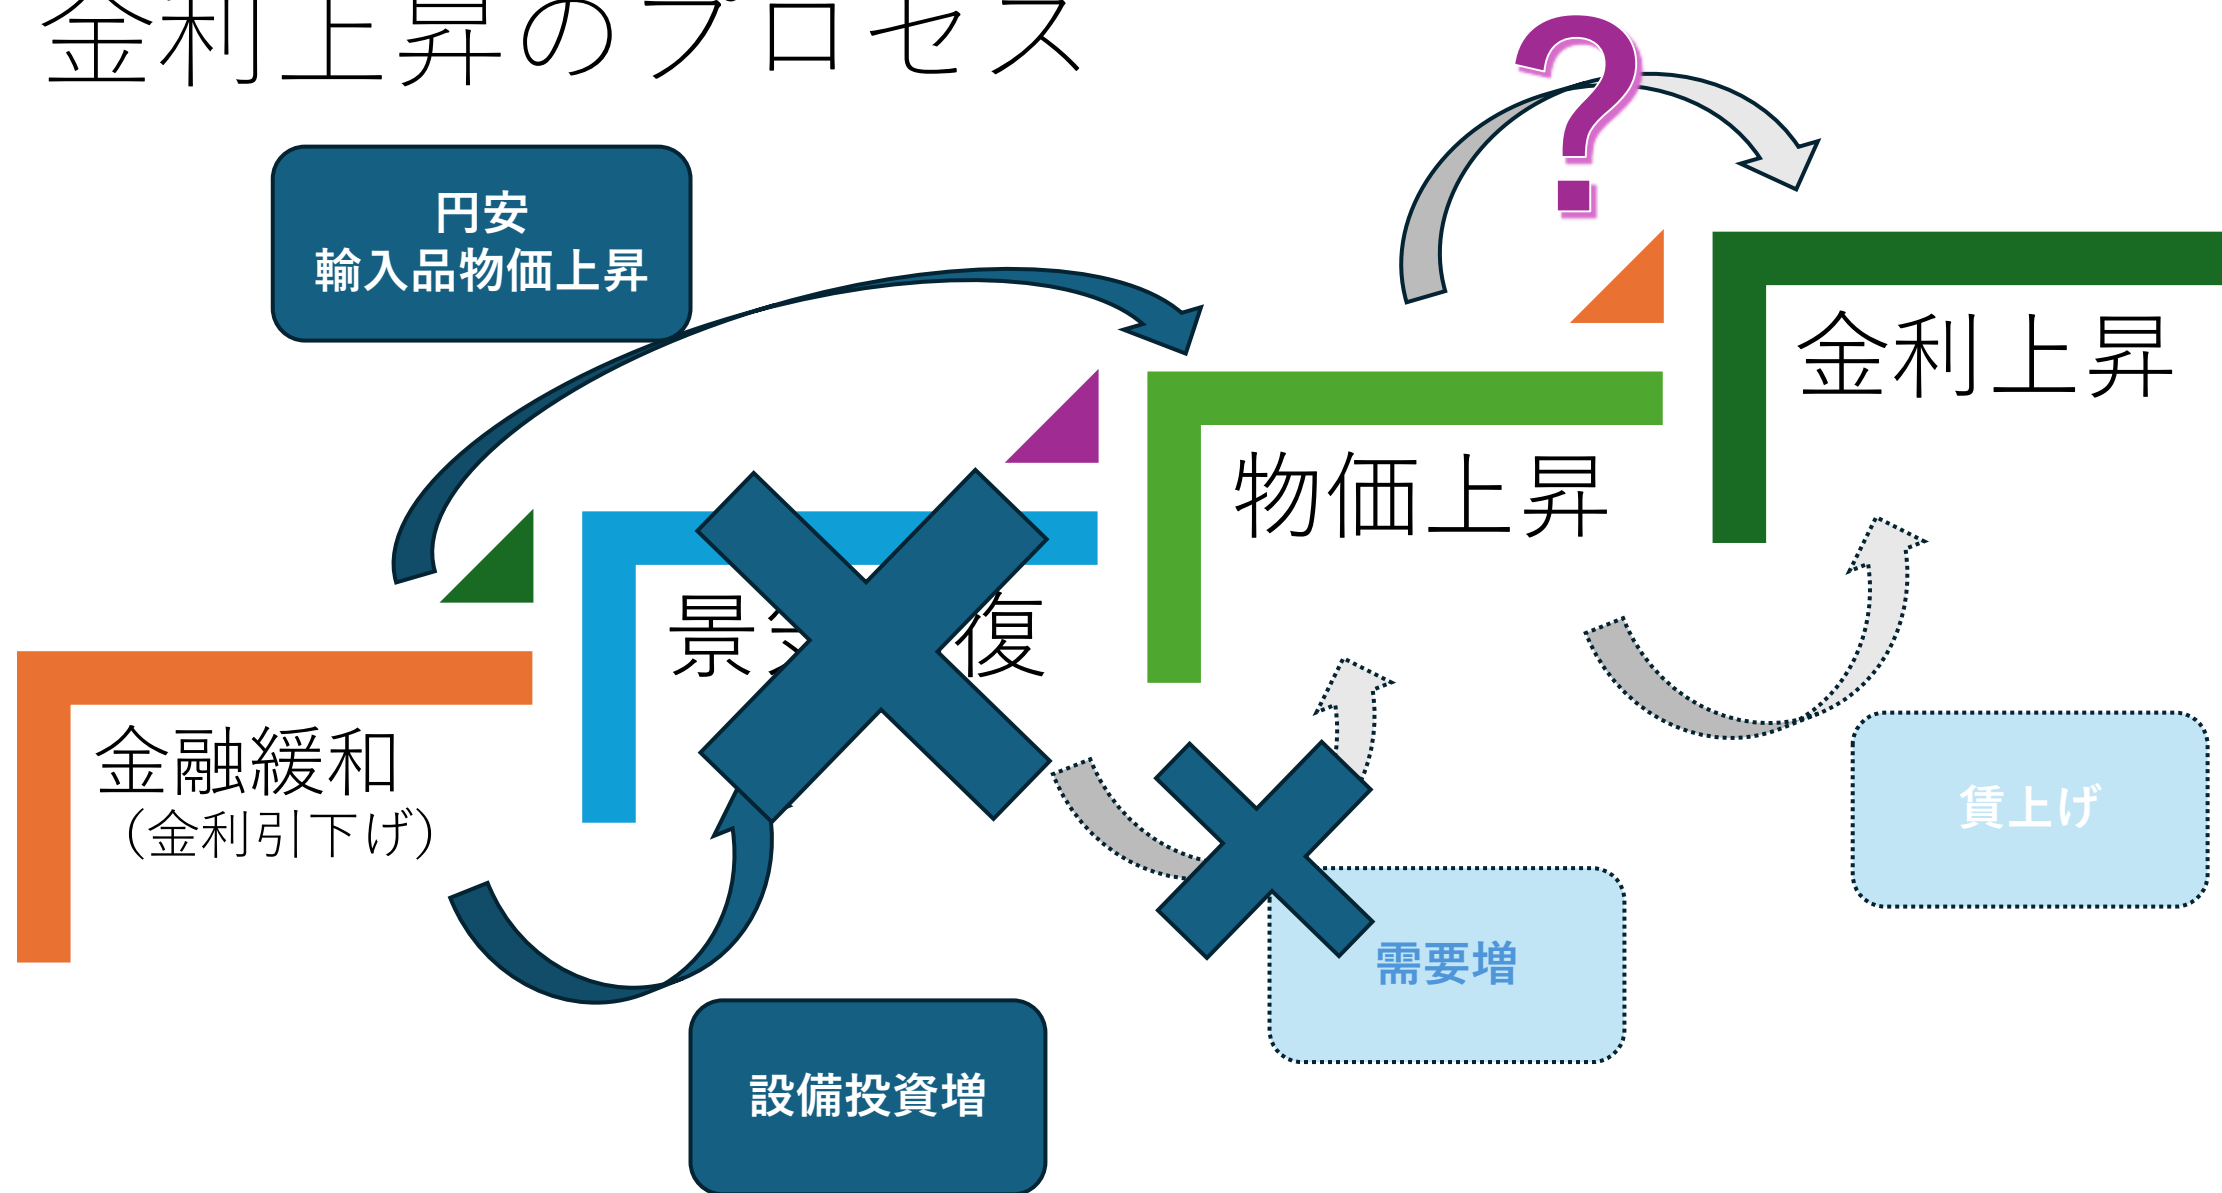 金利上昇のプロセス
円安
輸入品物価上昇
金利上昇
物価上昇
景 復
金融緩和
（金利引下げ）
賃上げ
需要増
設備投資増
?